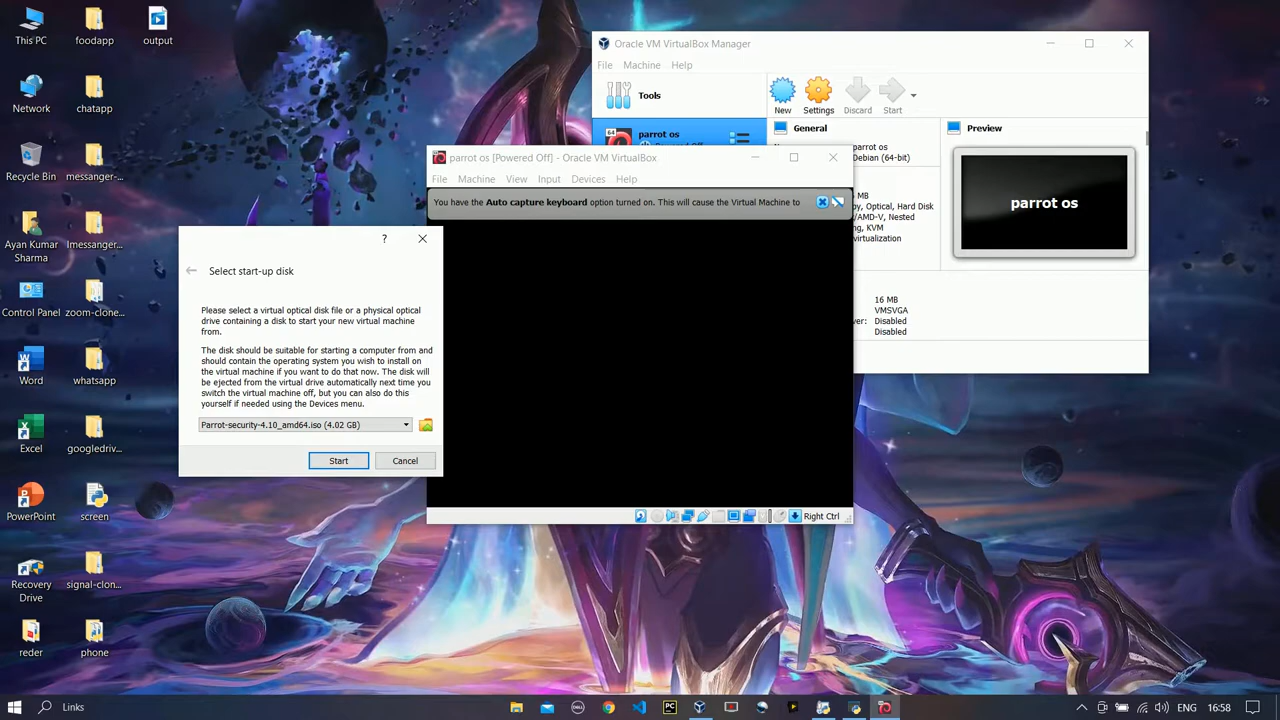 This PC
foodapp
output
Network
chatapp
Recycle Bin
messenger-...
Ayan Kumar
Sharma
Imessenger...
Control Panel
zoom-clone...
Word
whatsapp
Excel
googledriv...
PowerPoint
screen
Recovery
Drive
signal-clon...
reder
phone
Oracle VM VirtualBox Manager
File Machine Help
Tools
New Settings Discard Start
64
parrot os
General
Preview
parrot os
Debian (64-bit)
MB
Optical, Hard Disk
/AMD-V, Nested
KVM
parrot os
16 MB
VMSVGA
ver: Disabled
Disabled
parrot os [Powered Off] - Oracle VM VirtualBox
File Machine View Input Devices Help
You have the Auto capture keyboard option turned on. This will cause the Virtual Machine to
Right Ctrl
?
Select start-up disk
Please select a virtual optical disk file or a physical optical
drive containing a disk to start your new virtual machine
from.
The disk should be suitable for starting a computer from and
should contain the operating system you wish to install on
the virtual machine if you want to do that now. The disk will
be ejected from the virtual drive automatically next time you
switch the virtual machine off, but you can also do this
yourself if needed using the Devices menu.
Parrot-security-4.10_amd64.iso (4.02 GB)
Start Cancel
Links
DELL
PC
ENG 16:58